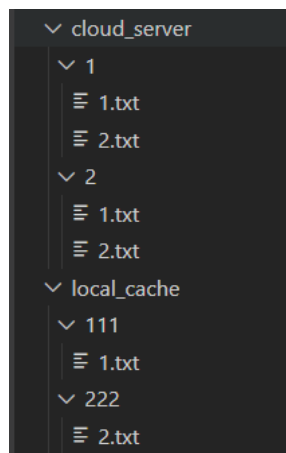 cloud_server
1
1.txt
2.txt
2
1.txt
2.txt
local_cache
111
1.txt
222
2.txt